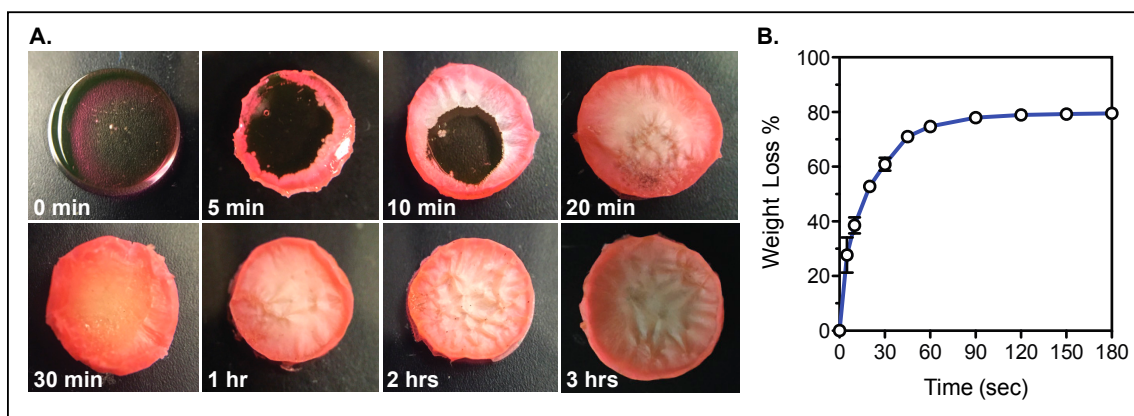 A.
0 min
5 min
10 min
20 min
30 min
1 hr
2 hrs
3 hrs
B.
Weight Loss %
100
80
60
40
20
0
0 30 60 90 120 150 180
Time (sec)